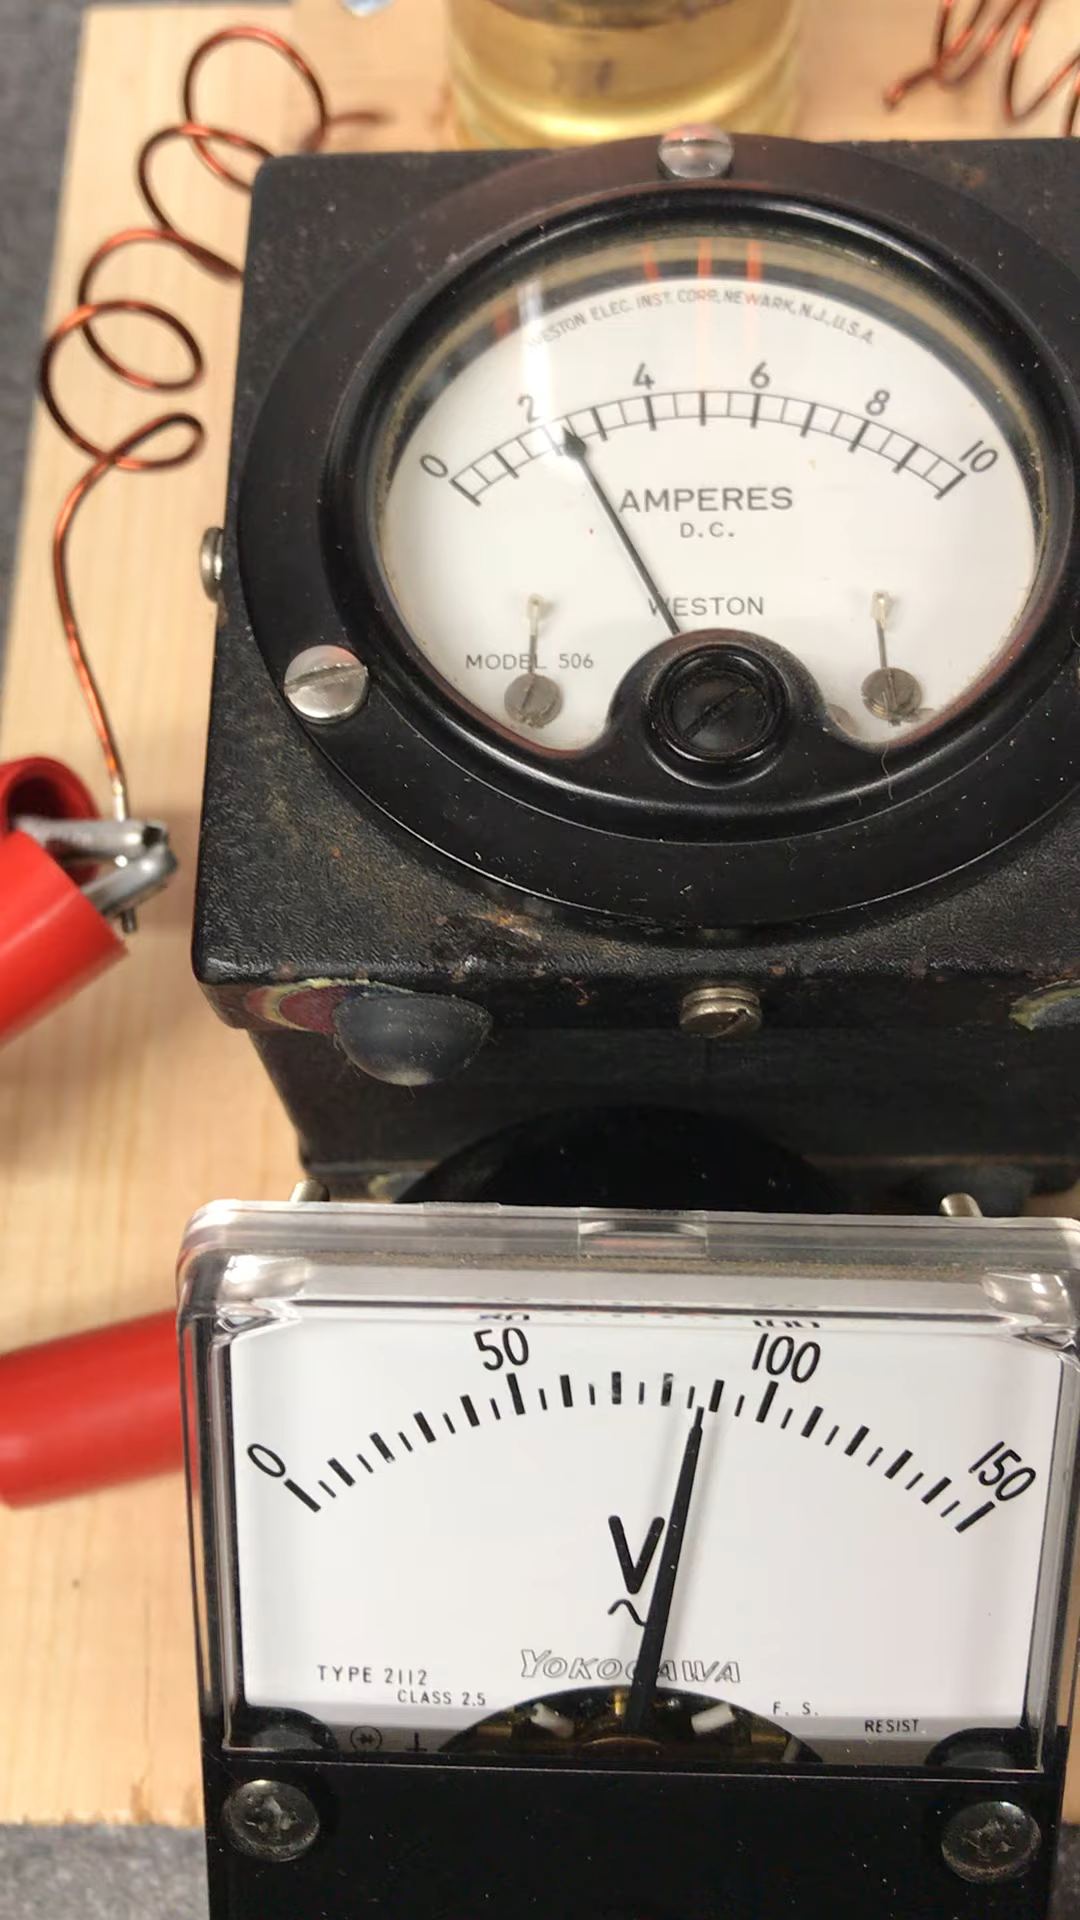 WESTON ELEC. INST. CORP. NEWARK, N.J., U.S.A.
0 2 4 6 8 10
AMPERES
D.C.
WESTON
MODEL 506
0 50 100 150
V
~
YOKOGAWA
TYPE 2112
CLASS 2.5
F. S.
RESIST.